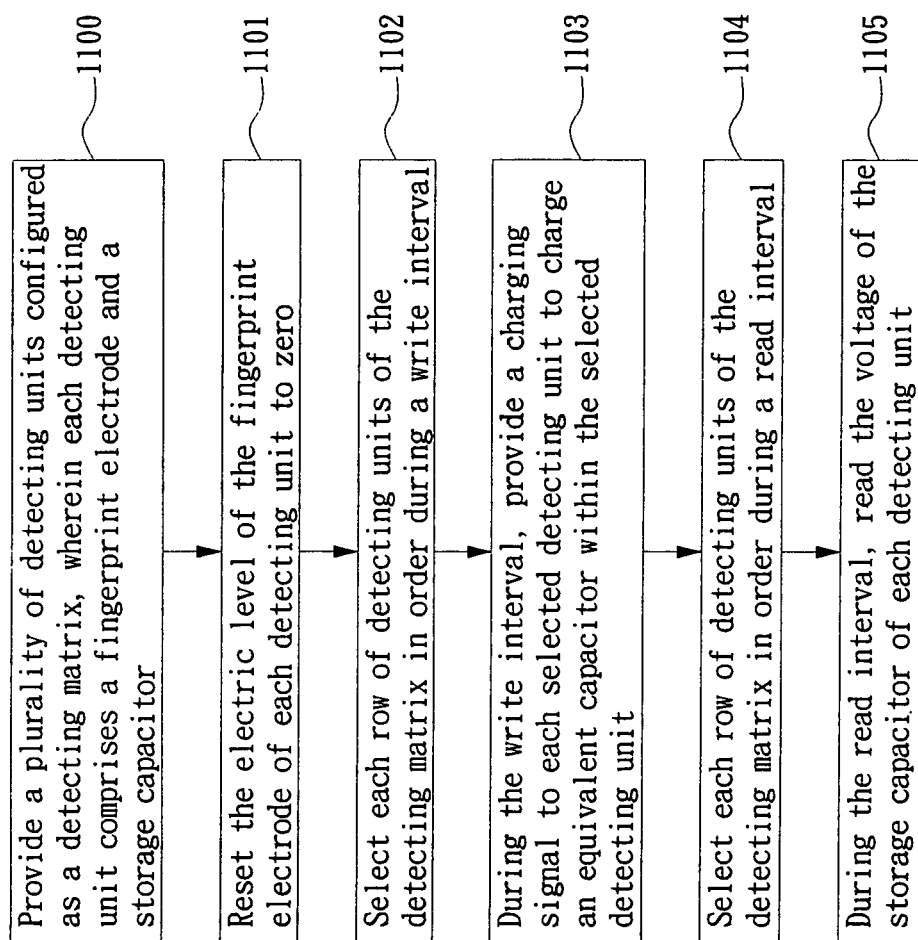 Provide a plurality of detecting units configured
as a detecting matrix, wherein each detecting
unit comprises a fingerprint electrode and a
storage capacitor
1100
Reset the electric level of the fingerprint
electrode of each detecting unit to zero
1101
Select each row of detecting units of the
detecting matrix in order during a write interval
1102
During the write interval, provide a charging
signal to each selected detecting unit to charge
an equivalent capacitor within the selected
detecting unit
1103
Select each row of detecting units of the
detecting matrix in order during a read interval
1104
During the read interval, read the voltage of the
storage capacitor of each detecting unit
1105